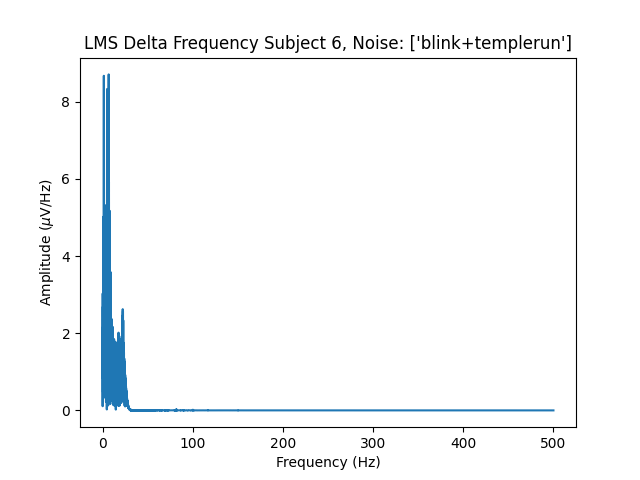 LMS Delta Frequency Subject 6, Noise: ['blink+templerun']
Amplitude (μV/Hz)
8
6
4
2
0
0 100 200 300 400 500
Frequency (Hz)